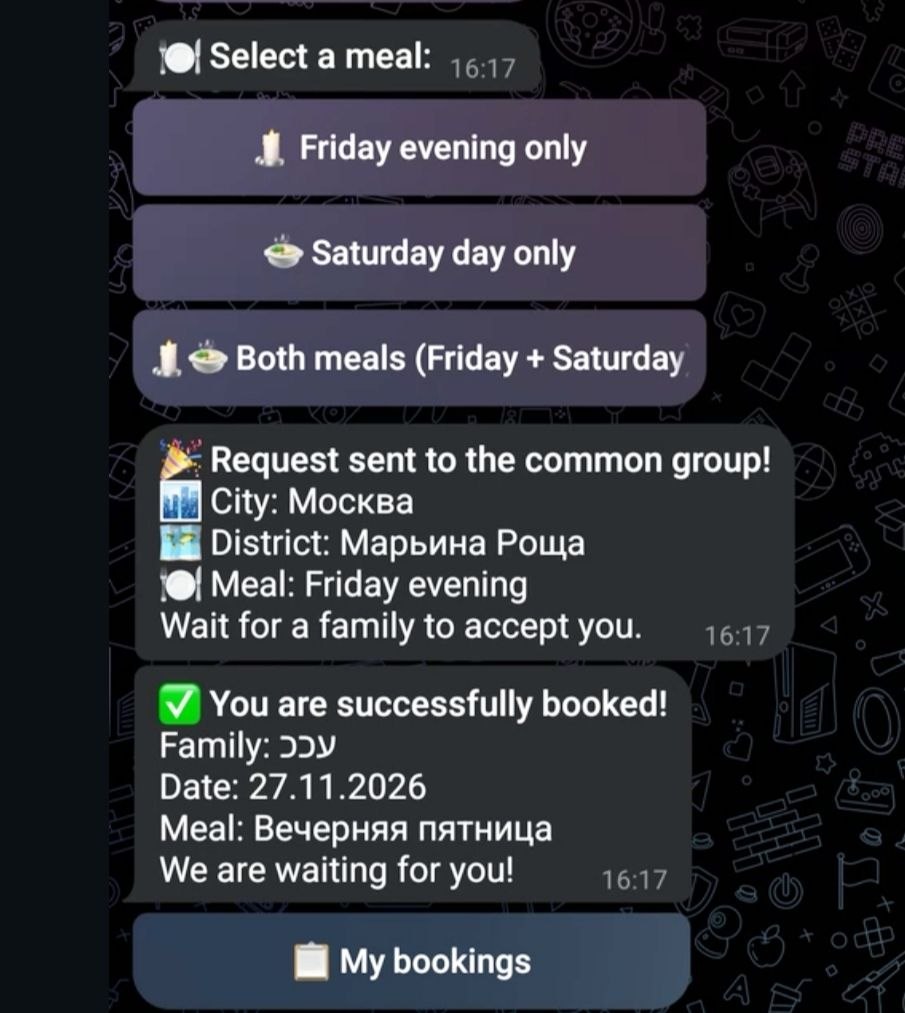 🍽️ Select a meal: 16:17
🕯️ Friday evening only
🍲 Saturday day only
🕯️🍲 Both meals (Friday + Saturday
🎉 Request sent to the common group!
🏙️ City: Москва
🗺️ District: Марьина Роща
🍽️ Meal: Friday evening
Wait for a family to accept you. 16:17
✅ You are successfully booked!
Family: עככ
Date: 27.11.2026
Meal: Вечерняя пятница
We are waiting for you! 16:17
📋 My bookings